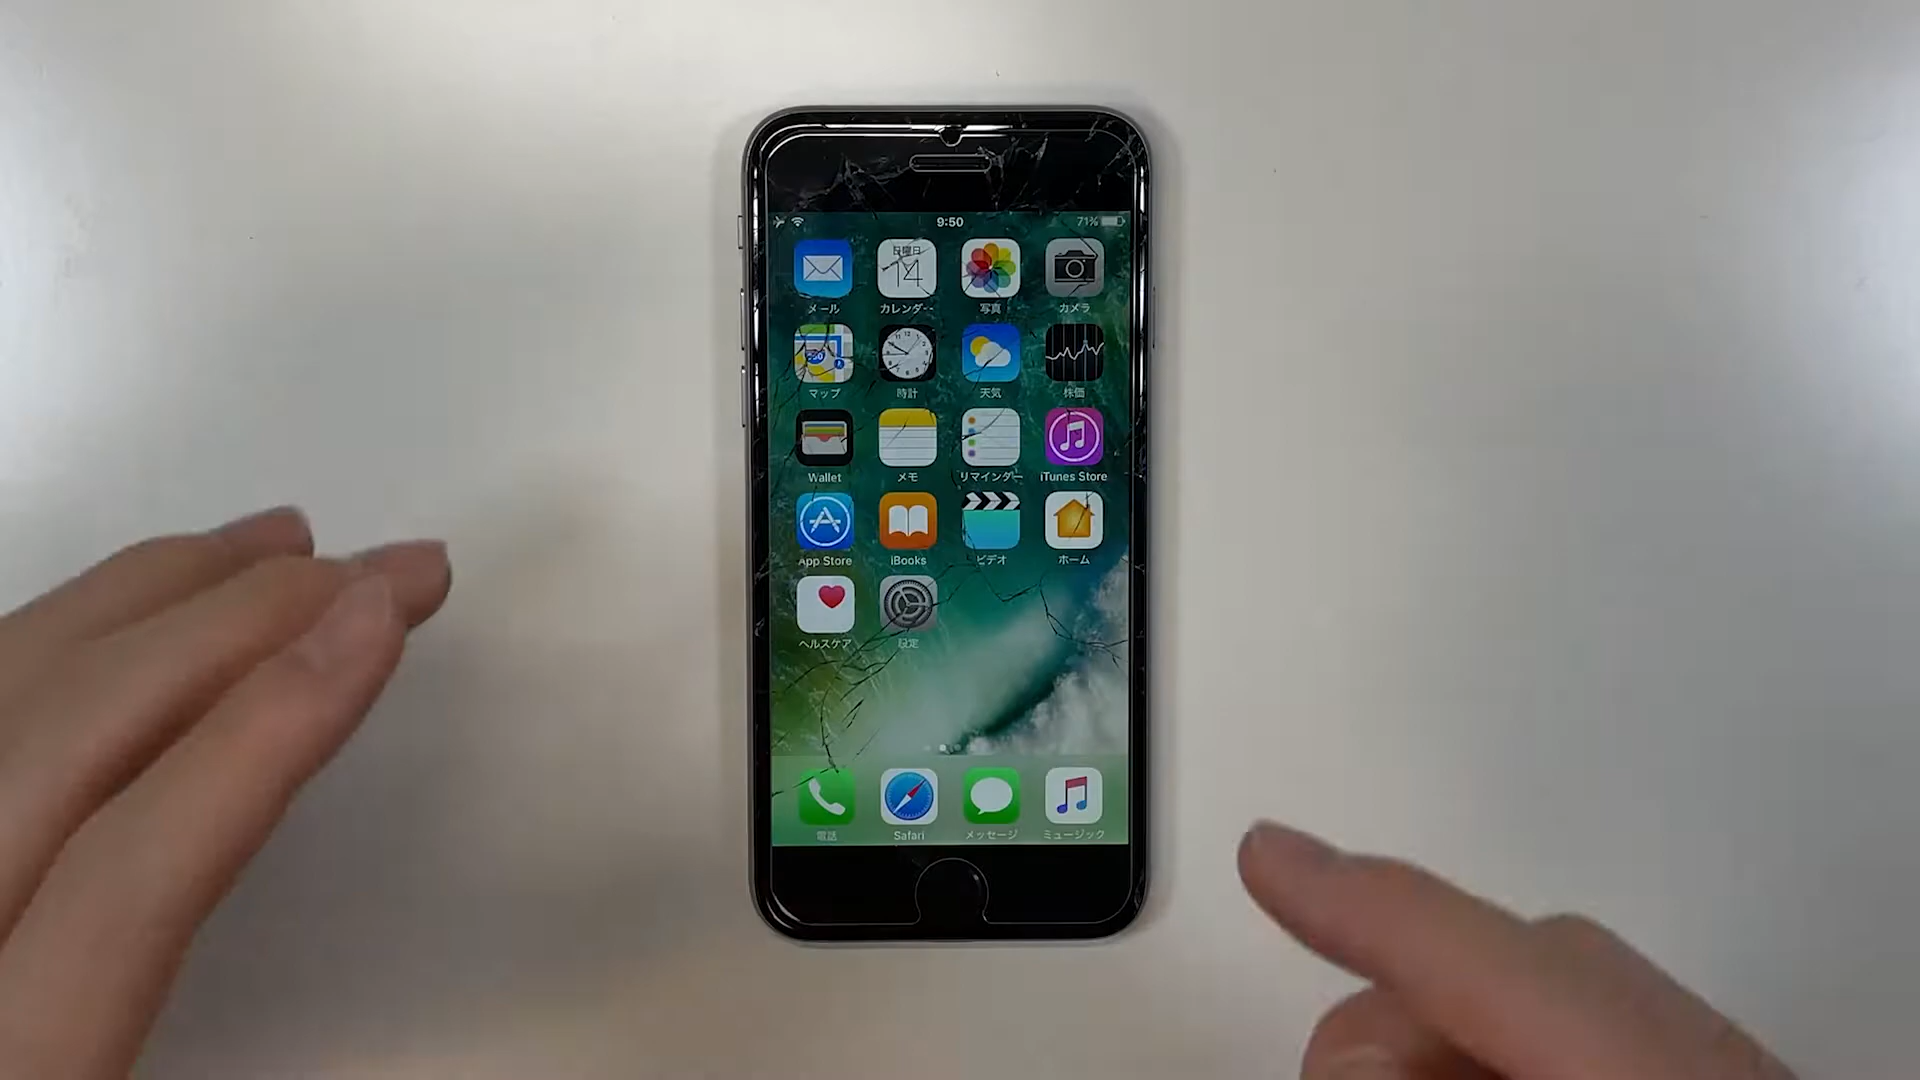 9:50 71%
日曜日
14
メール カレンダー 写真 カメラ
マップ 時計 天気 株価
Wallet メモ リマインダー iTunes Store
App Store iBooks ビデオ ホーム
ヘルスケア 設定
電話 Safari メッセージ ミュージック